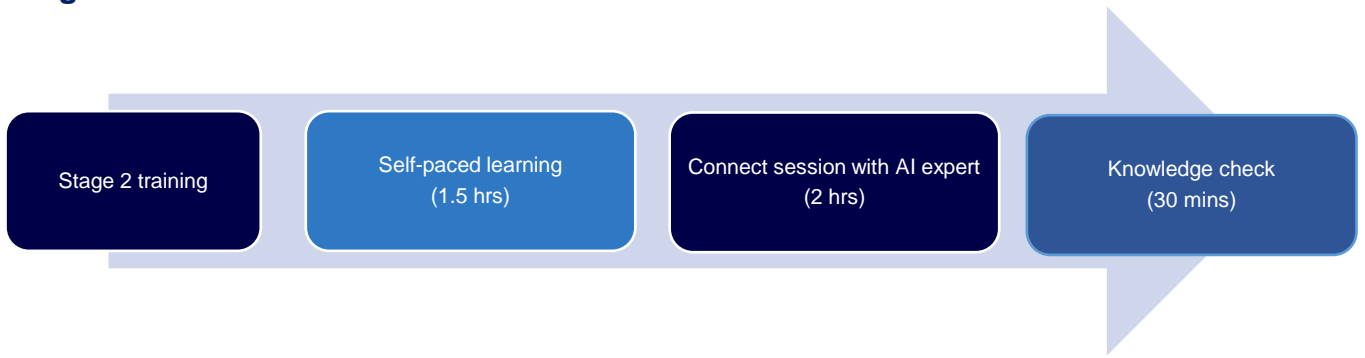 Stage 2 training
Self-paced learning
(1.5 hrs)
Connect session with AI expert
(2 hrs)
Knowledge check
(30 mins)